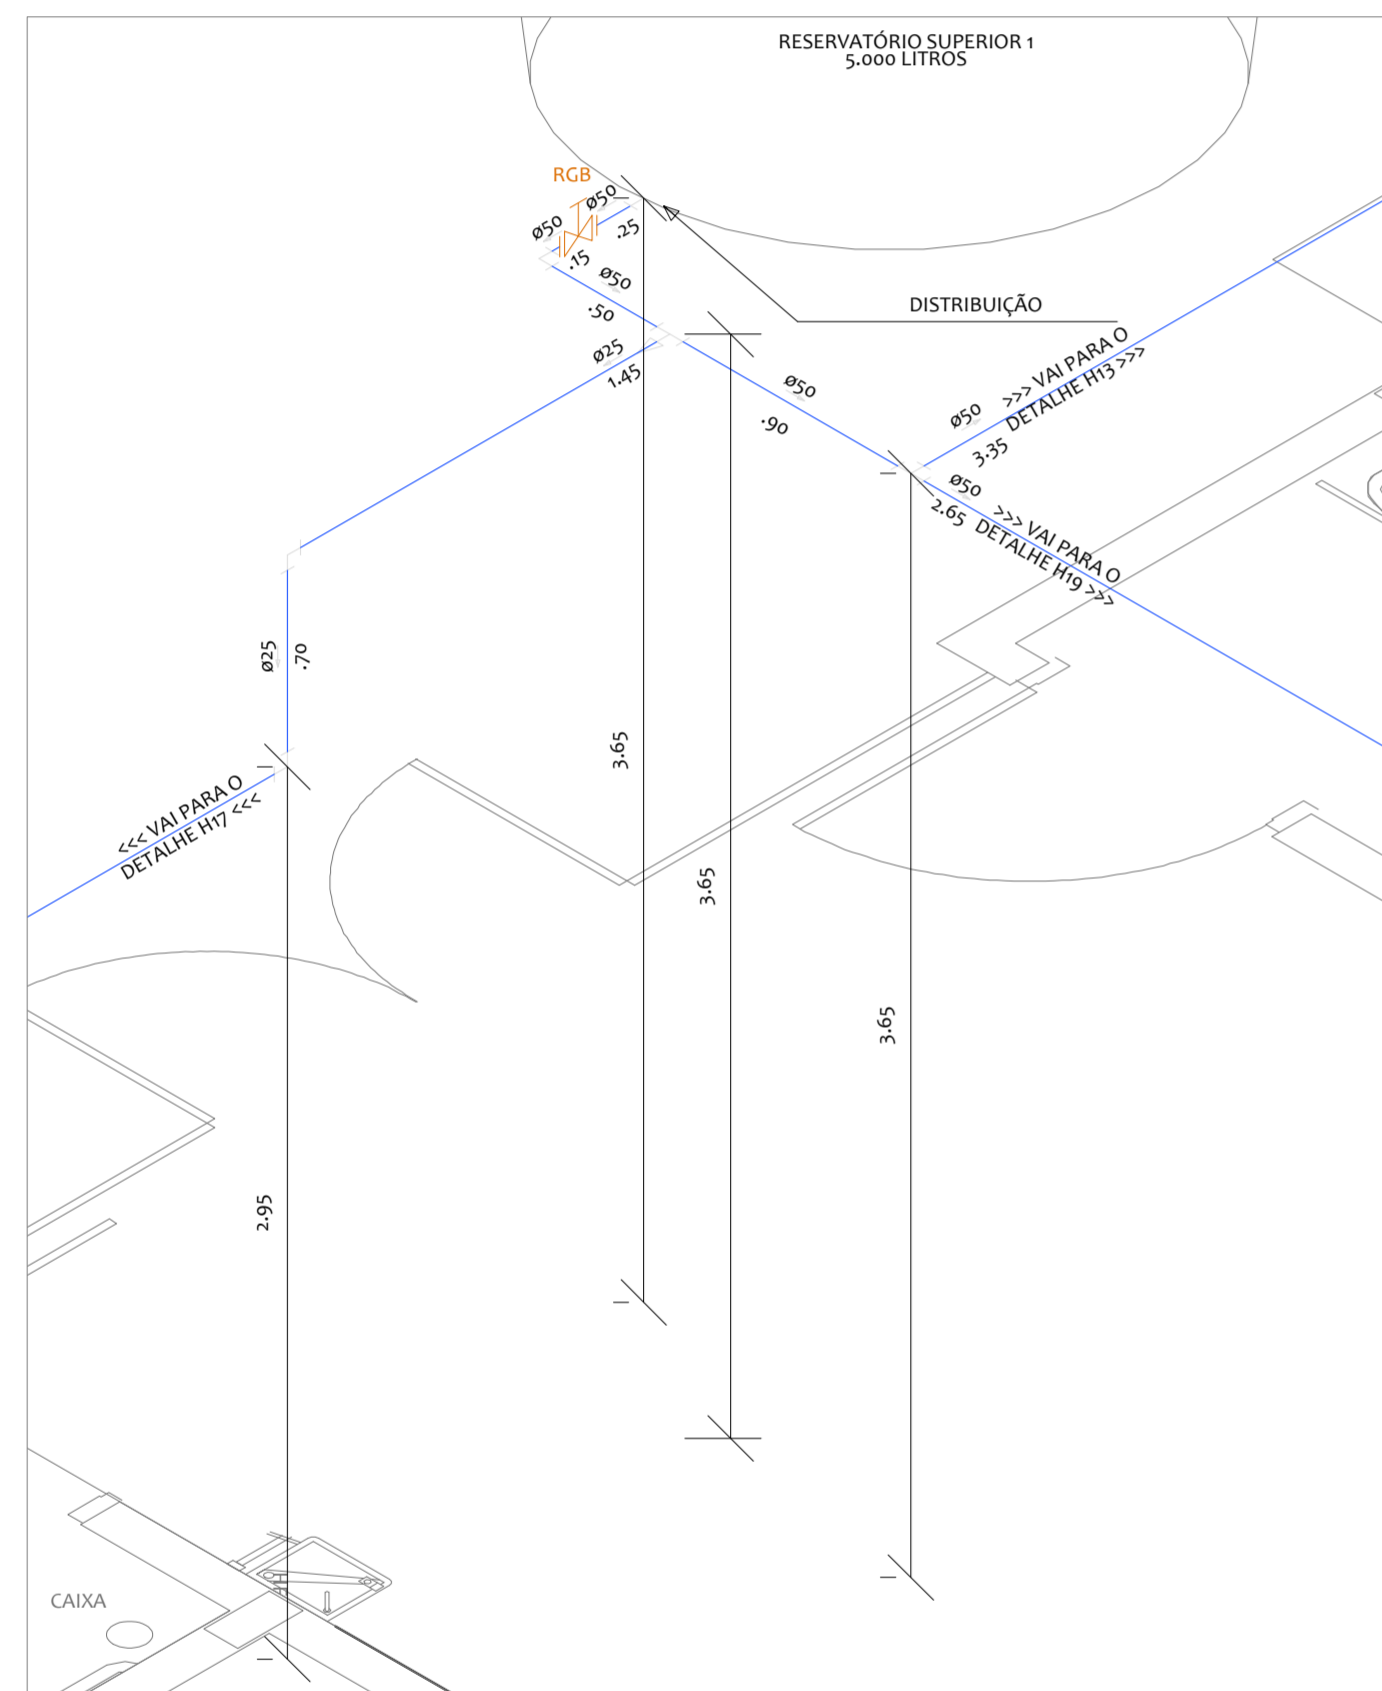 RESERVATÓRIO SUPERIOR 1
5.000 LITROS
RGB
ø50
ø50
.25
.15
ø50
.50
DISTRIBUIÇÃO
ø25
1.45
ø50
.90
>>> VAI PARA O
DETALHE H13 >>>
ø50
3.35
ø50
2.65
>>> VAI PARA O
DETALHE H19 >>>
ø25
.70
3.65
<<< VAI PARA O
DETALHE H17 <<<
3.65
3.65
2.95
CAIXA